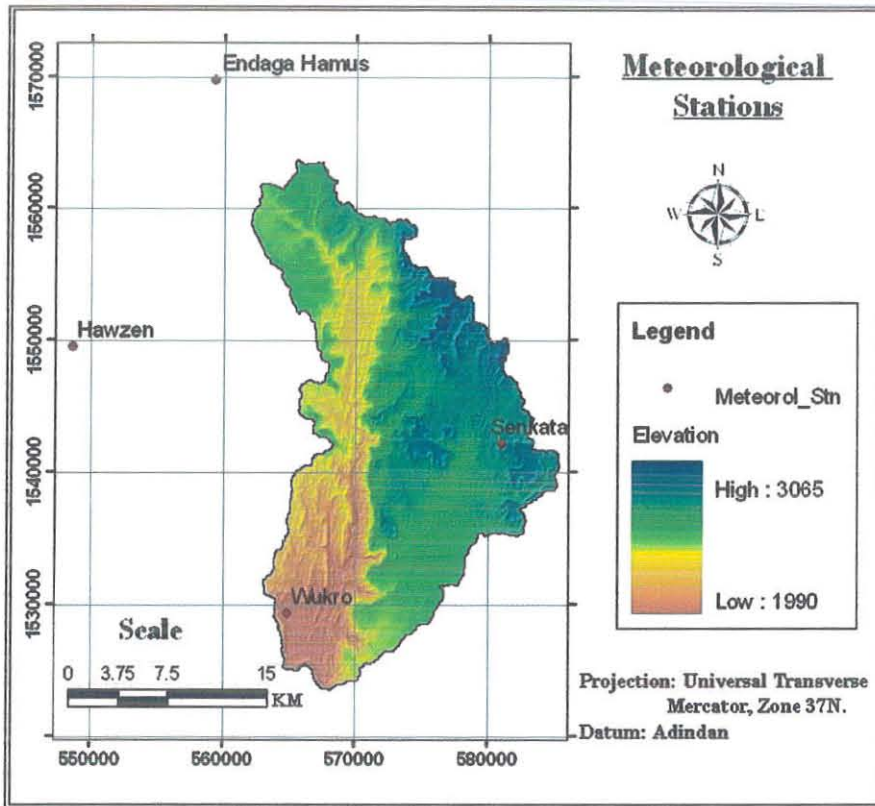 Meteorological
Stations
N
W
E
S
Endaga Hamus
Hawzen
Senkata
Wukro
1570000
1560000
1550000
1540000
1530000
550000
560000
570000
580000
Scale
0 3.75 7.5 15
KM
Legend
Meteorol_Stn
Elevation
High : 3065
Low : 1990
Projection: Universal Transverse
Mercator, Zone 37N.
Datum: Adindan